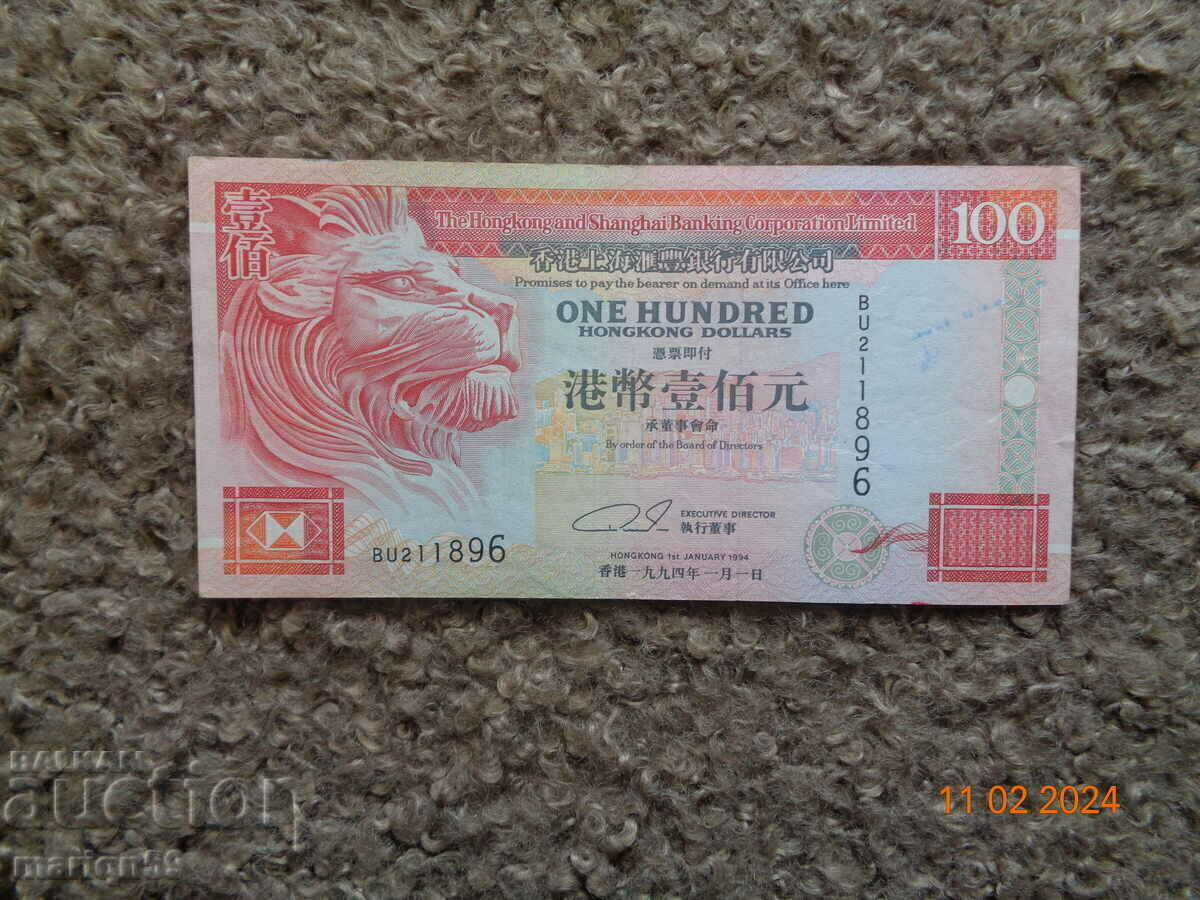 壹佰
The Hongkong and Shanghai Banking Corporation Limited
100
香港上海滙豐銀行有限公司
Promises to pay the bearer on demand at its Office here
ONE HUNDRED
HONGKONG DOLLARS
BU211896
憑票即付
港幣壹佰元
承董事會命
By order of the Board of Directors
EXECUTIVE DIRECTOR
執行董事
BU211896
HONGKONG 1st JANUARY 1994
香港一九九四年一月一日
BALKAN
auction
marion59
11 02 2024